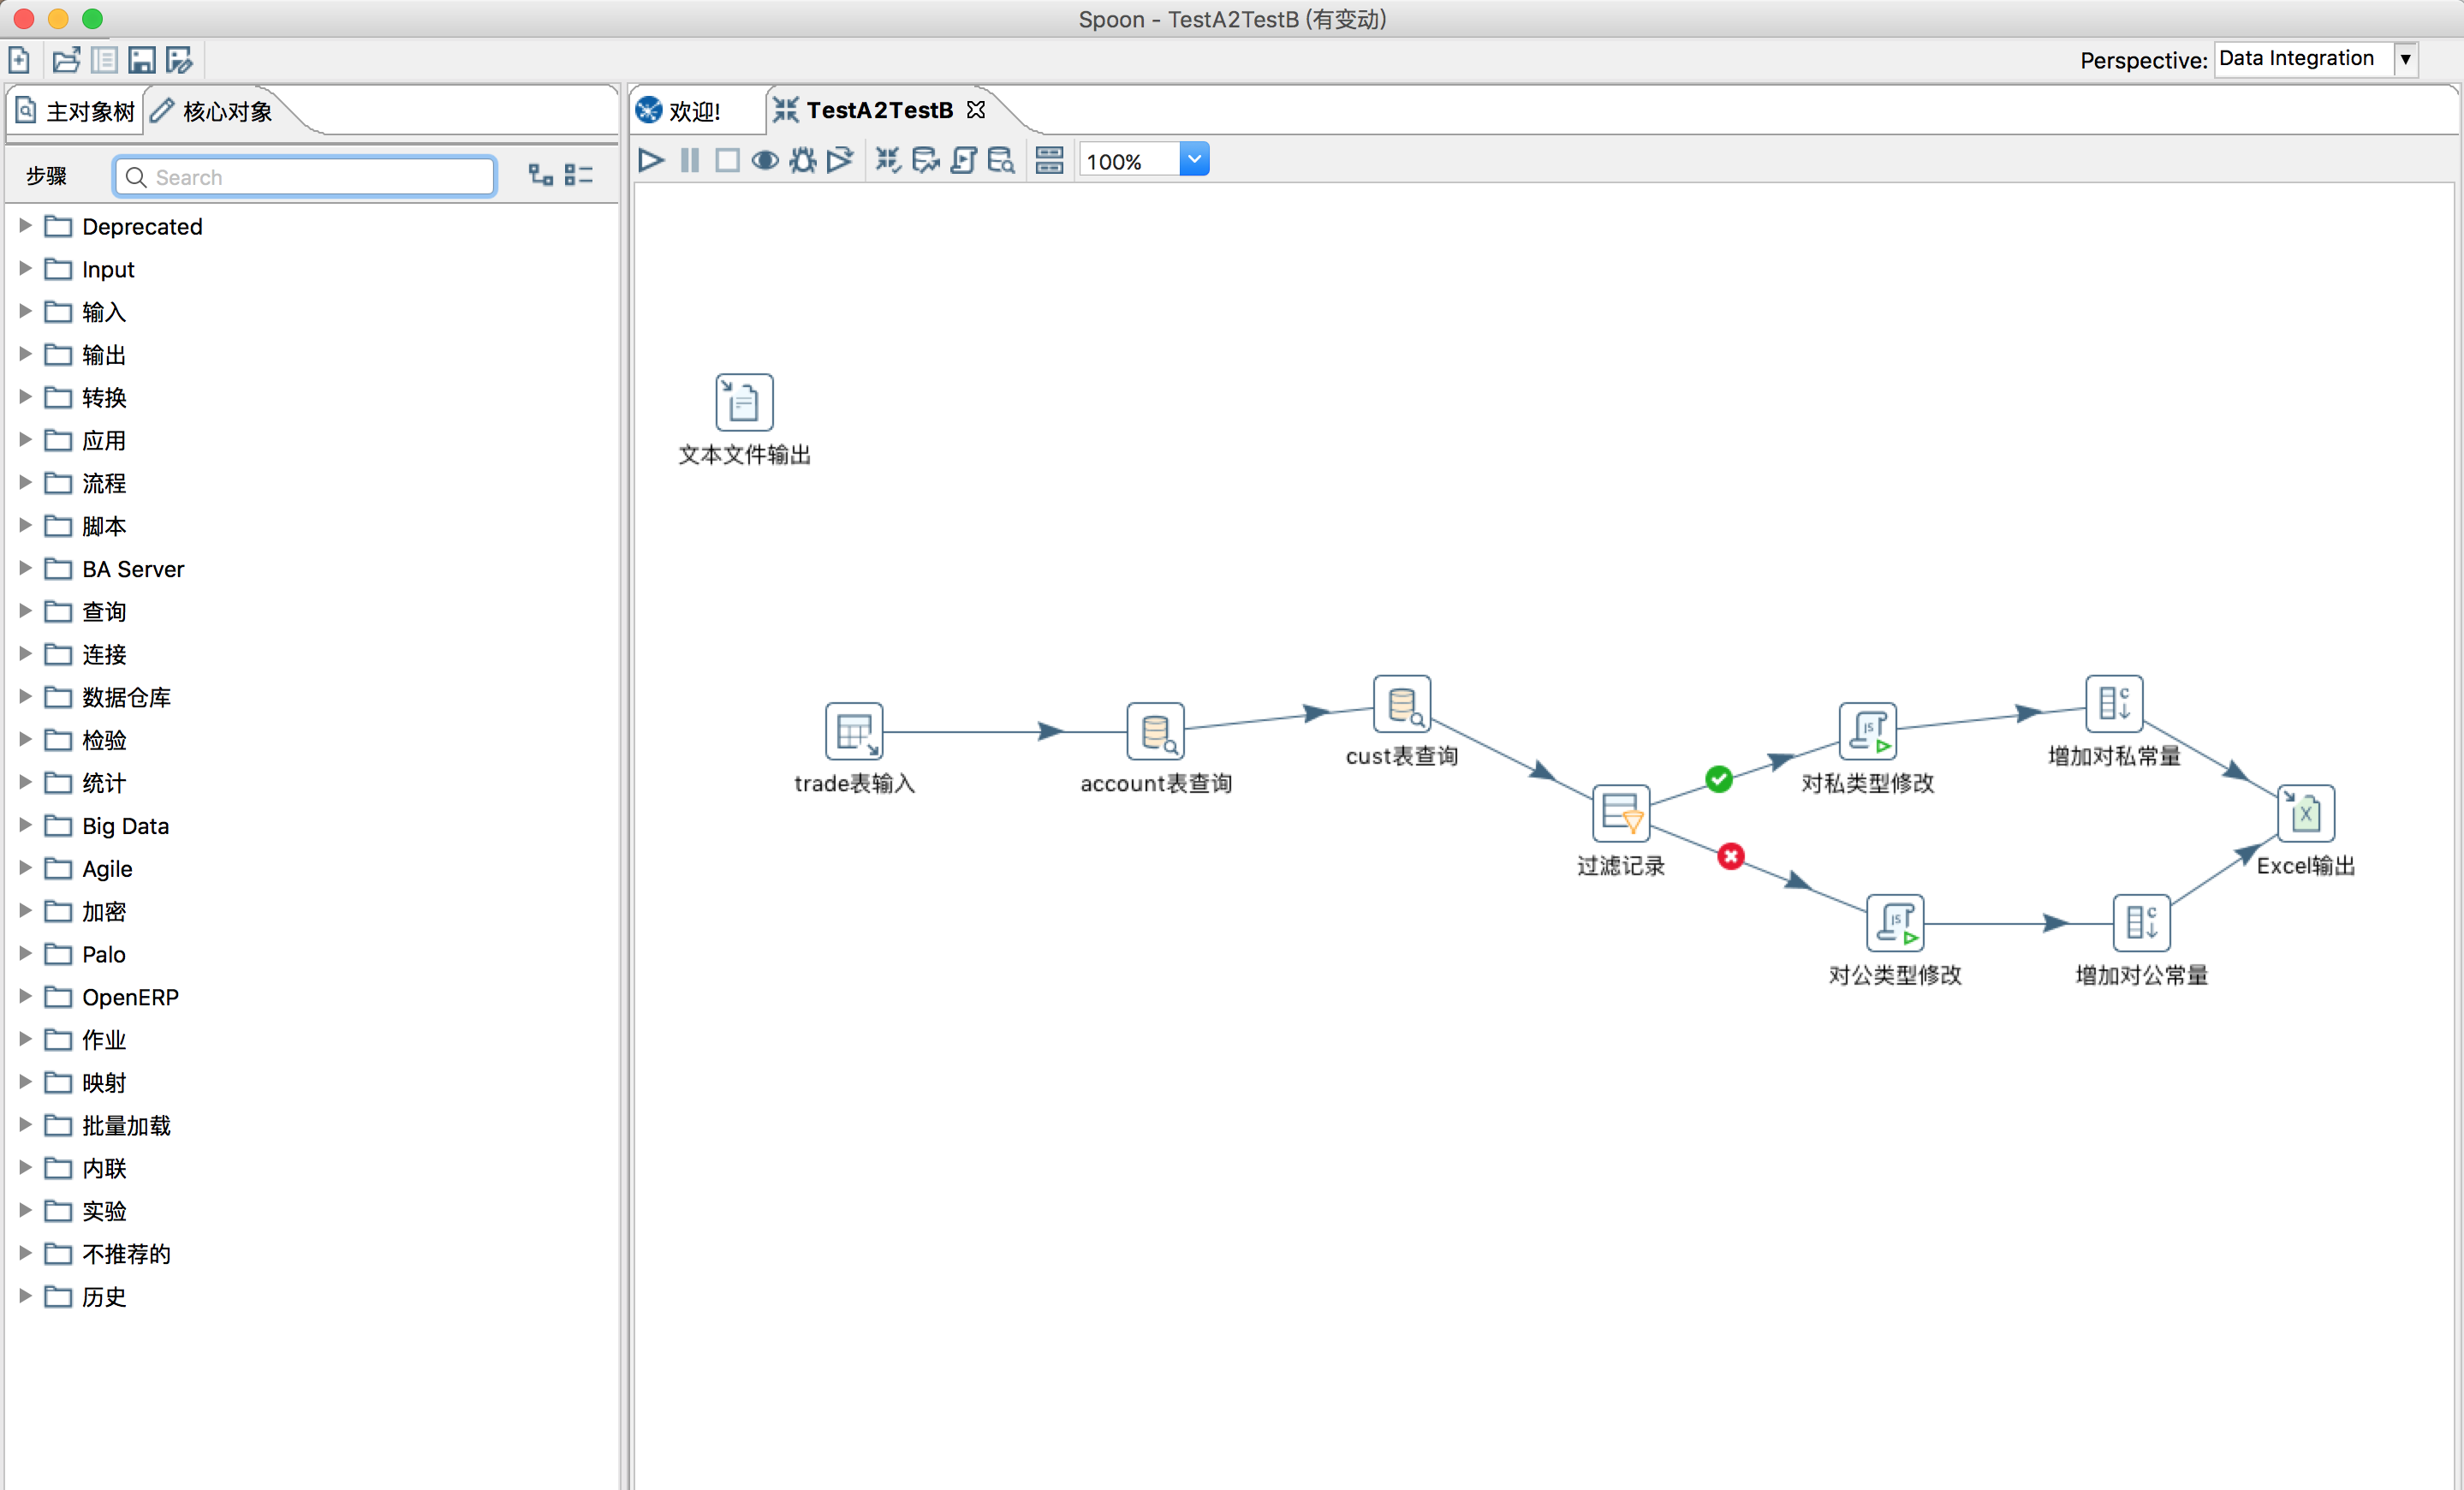 Spoon - TestA2TestB (有变动)
Perspective: Data Integration
主对象树 核心对象
欢迎! TestA2TestB
步骤 Search
100%
Deprecated
Input
输入
输出
转换
应用
流程
脚本
BA Server
查询
连接
数据仓库
检验
统计
Big Data
Agile
加密
Palo
OpenERP
作业
映射
批量加载
内联
实验
不推荐的
历史
文本文件输出
trade表输入
account表查询
cust表查询
过滤记录
对私类型修改
增加对私常量
Excel输出
对公类型修改
增加对公常量